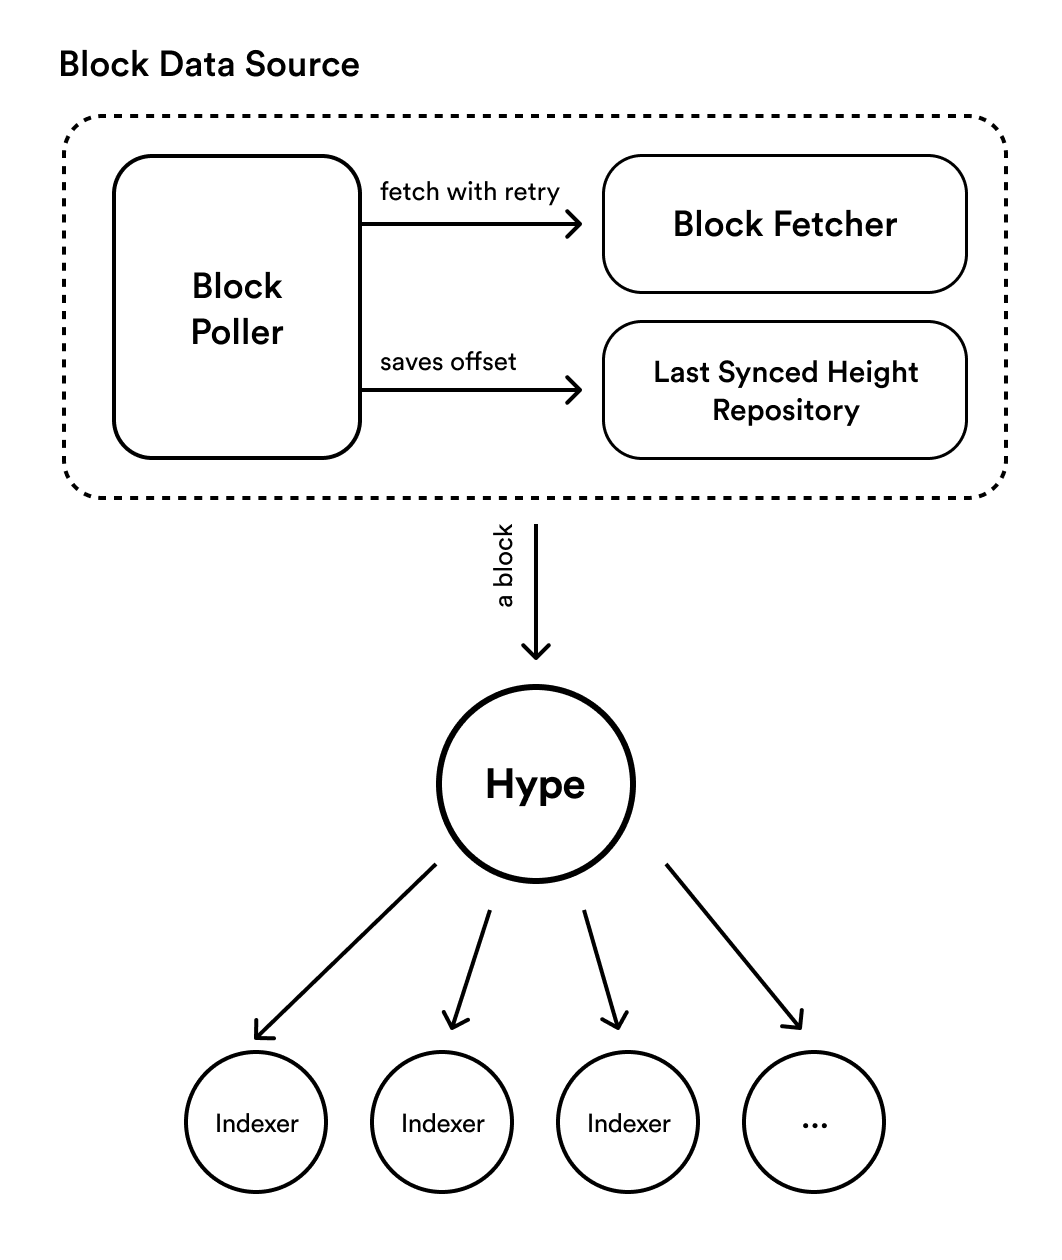 Block Data Source
Block
Poller
fetch with retry
Block Fetcher
saves offset
Last Synced Height
Repository
a block
Hype
Indexer
Indexer
Indexer
...